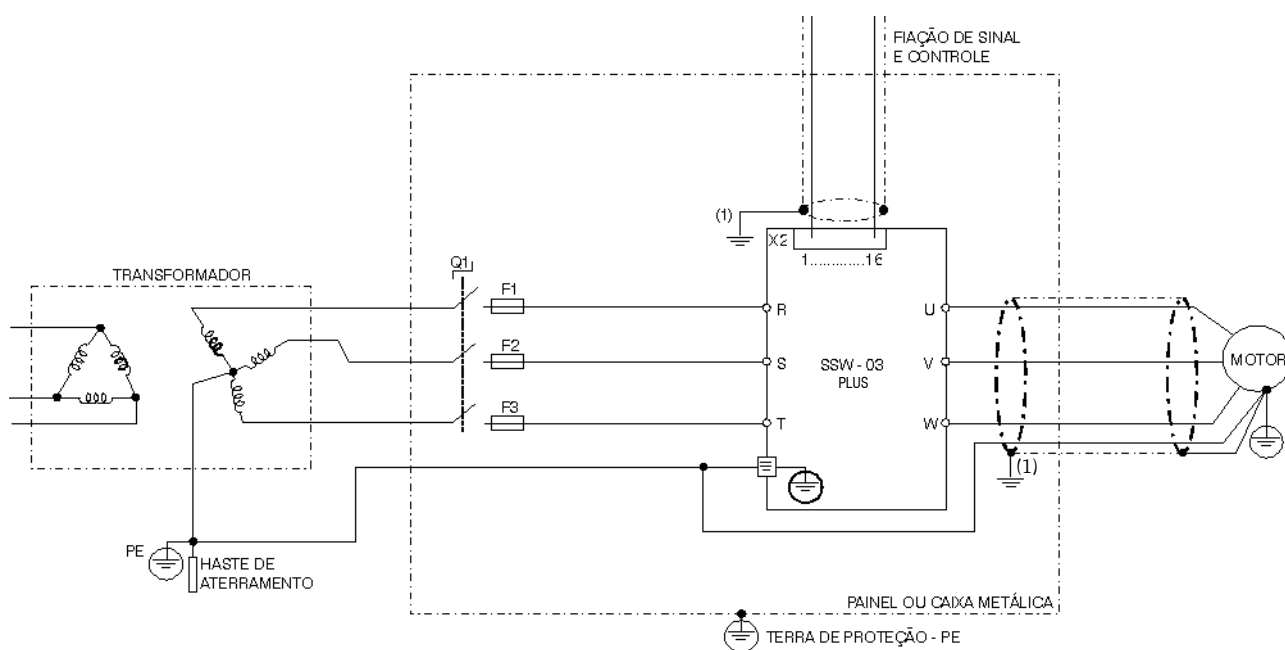 FIAÇÃO DE SINAL
E CONTROLE
(1)
X2
1.............16
TRANSFORMADOR
Q1
F1
R
U
F2
S
SSW - 03
PLUS
V
MOTOR
F3
T
W
(1)
PE
HASTE DE
ATERRAMENTO
PAINEL OU CAIXA METÁLICA
TERRA DE PROTEÇÃO - PE